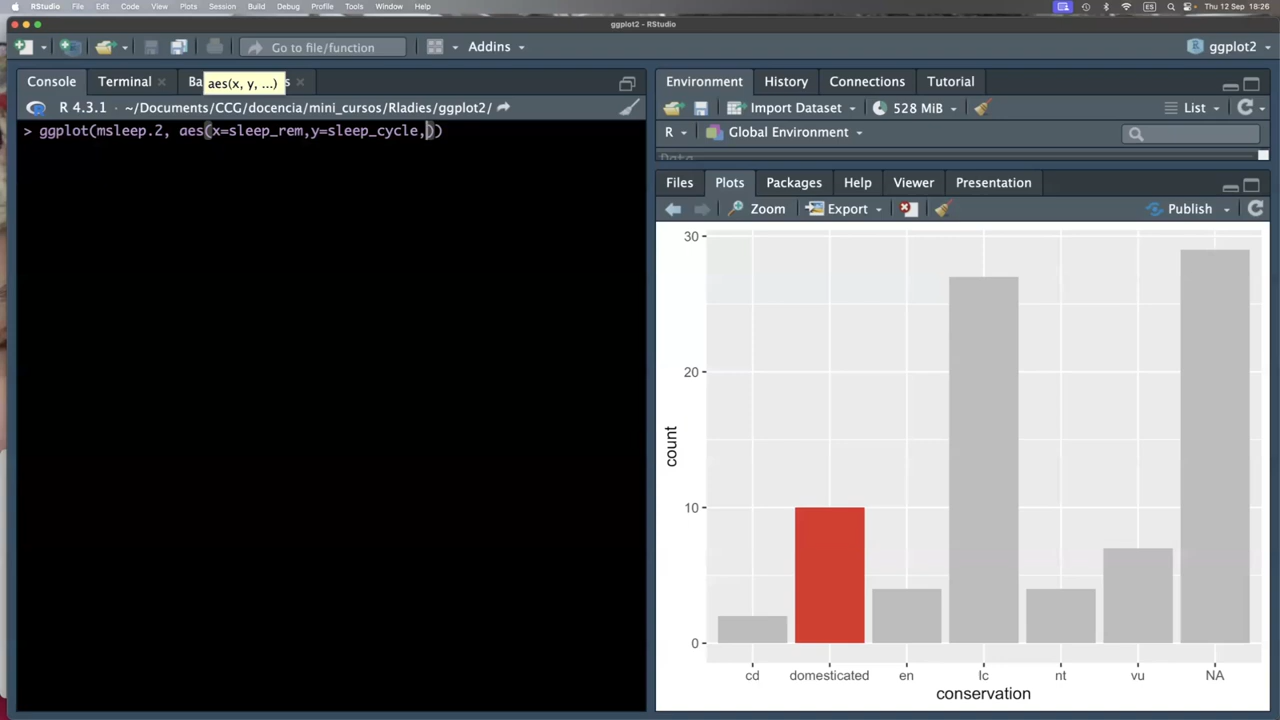 RStudio File Edit Code View Plots Session Build Debug Profile Tools Window Help ES Thu 12 Sep 18:26
ggplot2 - RStudio
Go to file/function Addins ggplot2
Console Terminal Ba s
aes(x, y, ...)
R 4.3.1 · ~/Documents/CCG/docencia/mini_cursos/Rladies/ggplot2/
> ggplot(msleep.2, aes(x=sleep_rem,y=sleep_cycle,))
Environment History Connections Tutorial
Import Dataset 528 MiB List
R Global Environment
Data
Files Plots Packages Help Viewer Presentation
Zoom Export Publish
30
20
10
0
count
cd domesticated en lc nt vu NA
conservation